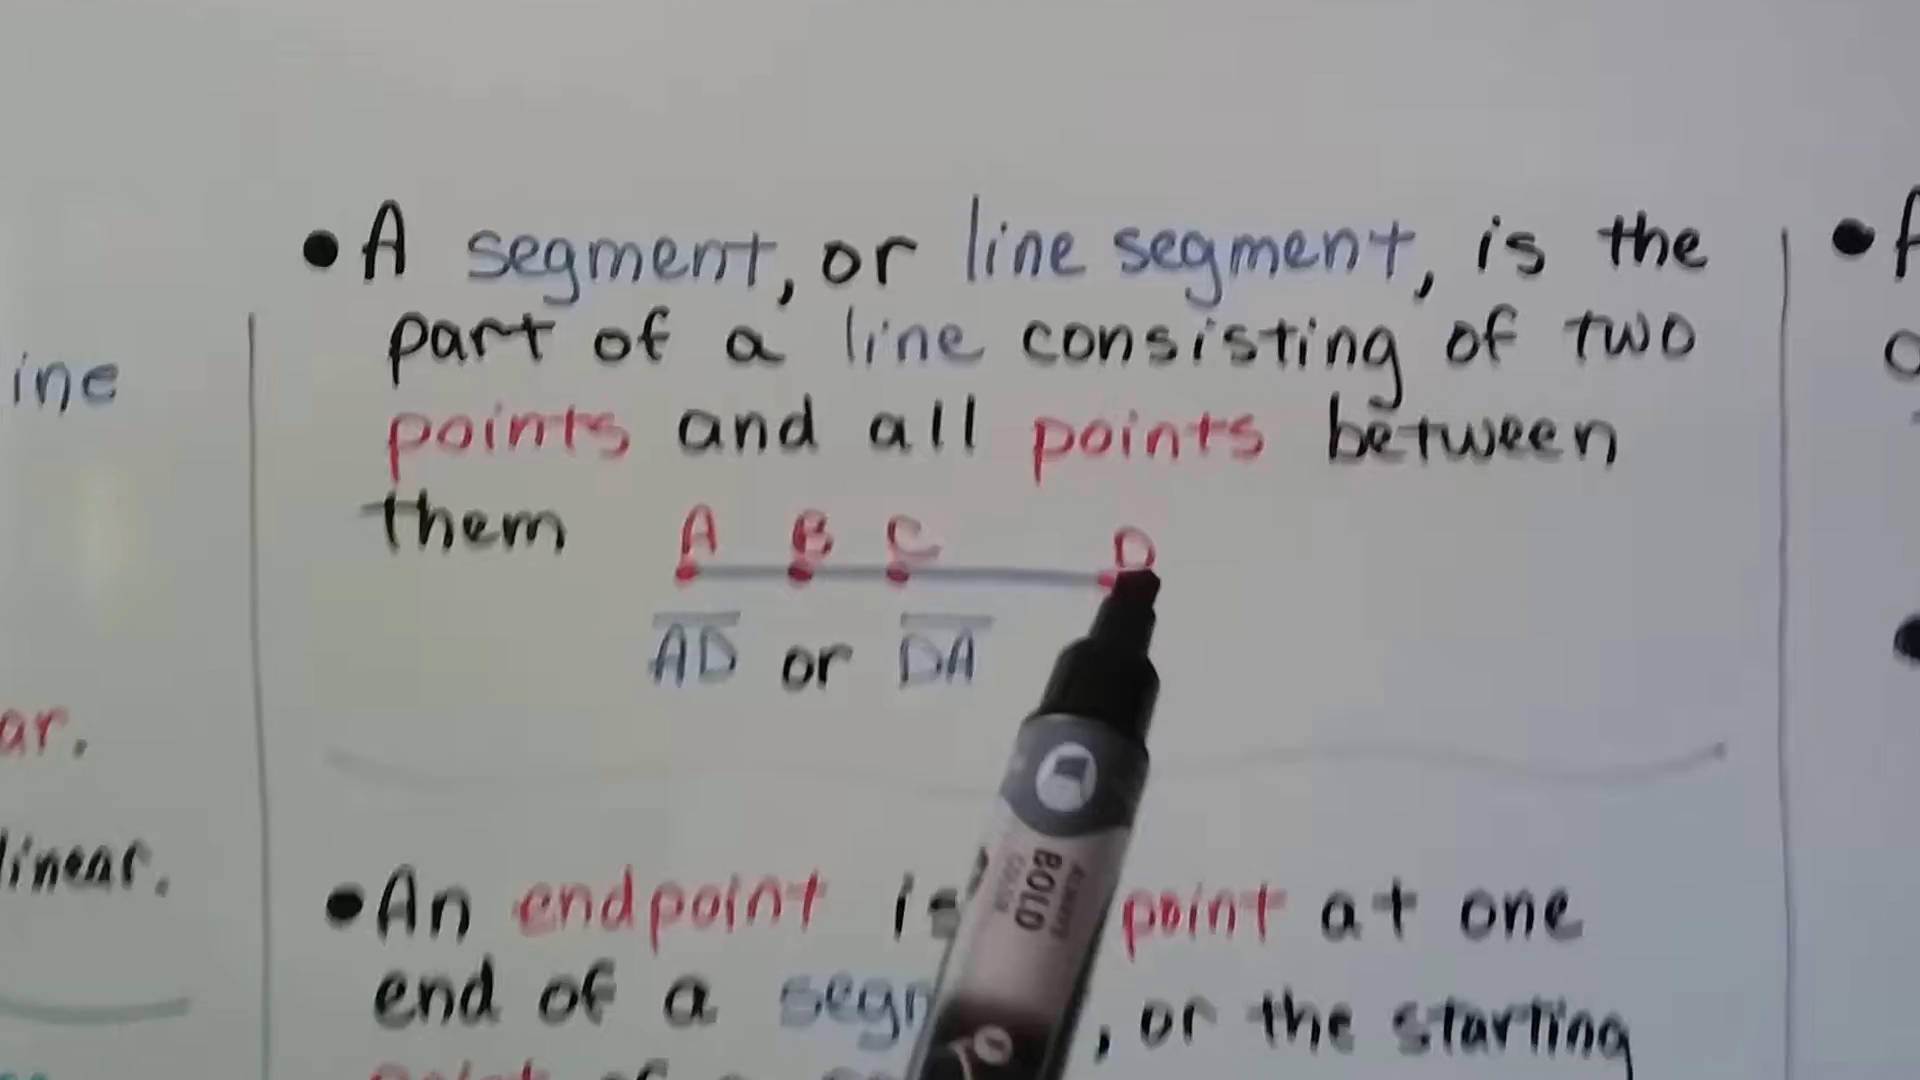 • A segment, or line segment, is the
part of a line consisting of two
points and all points between
them
A B C D
AD or DA
• An endpoint is point at one
end of a , or the starting
ine
ar.
linear.
BOLD